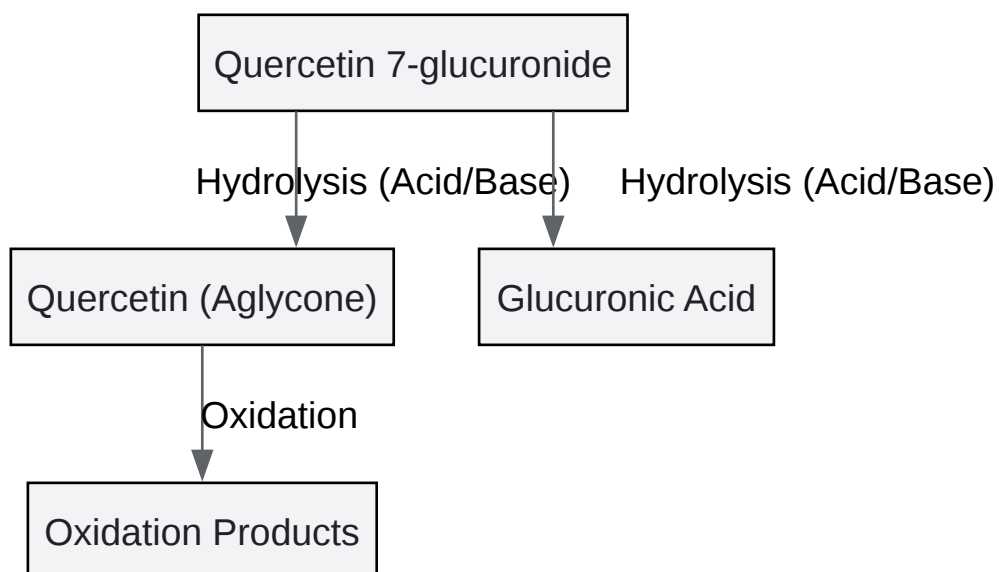 Quercetin 7-glucuronide
Hydrolysis (Acid/Base)
Hydrolysis (Acid/Base)
Quercetin (Aglycone)
Glucuronic Acid
Oxidation
Oxidation Products